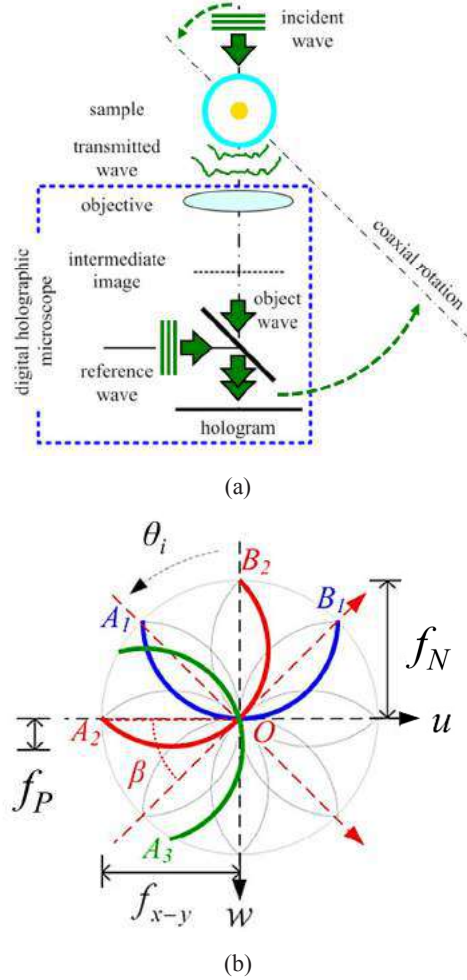 incident
wave
sample
transmitted
wave
objective
intermediate
image
object
wave
reference
wave
hologram
digital holographic
microscope
coaxial rotation
(a)
θi
B2
A1
B1
fN
A2
O
u
β
fP
A3
fx-y
w
(b)